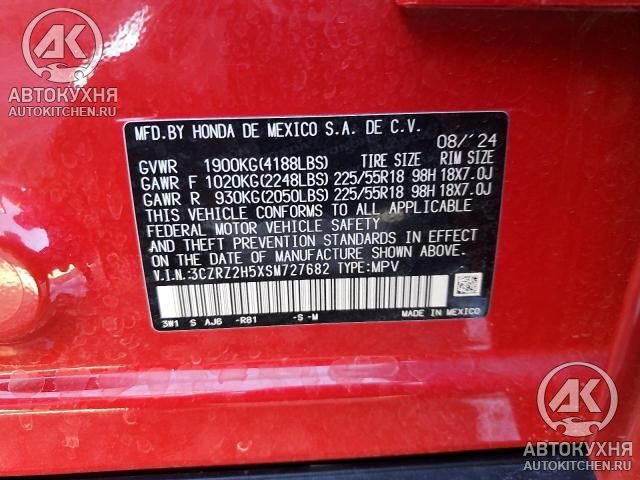 АК
АВТОКУХНЯ
AUTOKITCHEN.RU
MFD.BY HONDA DE MEXICO S.A. DE C.V.
08/'24
GVWR 1900KG(4188LBS) TIRE SIZE RIM SIZE
GAWR F 1020KG(2248LBS) 225/55R18 98H 18X7.0J
GAWR R 930KG(2050LBS) 225/55R18 98H 18X7.0J
THIS VEHICLE CONFORMS TO ALL APPLICABLE
FEDERAL MOTOR VEHICLE SAFETY
AND THEFT PREVENTION STANDARDS IN EFFECT
ON THE DATE OF MANUFACTURE SHOWN ABOVE.
V.I.N.:3CZRZ2H5XSM727682 TYPE:MPV
3W1 S AJ6 -R81 -S -M
MADE IN MEXICO
АК
АВТОКУХНЯ
AUTOKITCHEN.RU